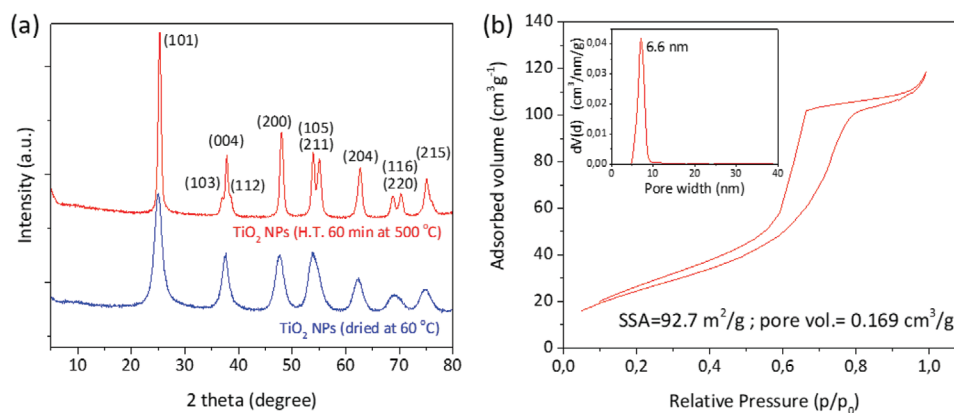 (a)
(101)
(004)
(103)
(112)
(200)
(105)
(211)
(204)
(116)
(220)
(215)
TiO₂ NPs (H.T. 60 min at 500 °C)
TiO₂ NPs (dried at 60 °C)
Intensity (a.u.)
10 20 30 40 50 60 70 80
2 theta (degree)
(b)
140
120
100
80
60
40
20
0
Adsorbed volume (cm³g⁻¹)
0,04
0,03
0,02
0,01
0,00
dV(d) (cm³/nm/g)
6.6 nm
0 10 20 30 40
Pore width (nm)
SSA=92.7 m²/g ; pore vol.= 0.169 cm³/g
0,0 0,2 0,4 0,6 0,8 1,0
Relative Pressure (p/p₀)